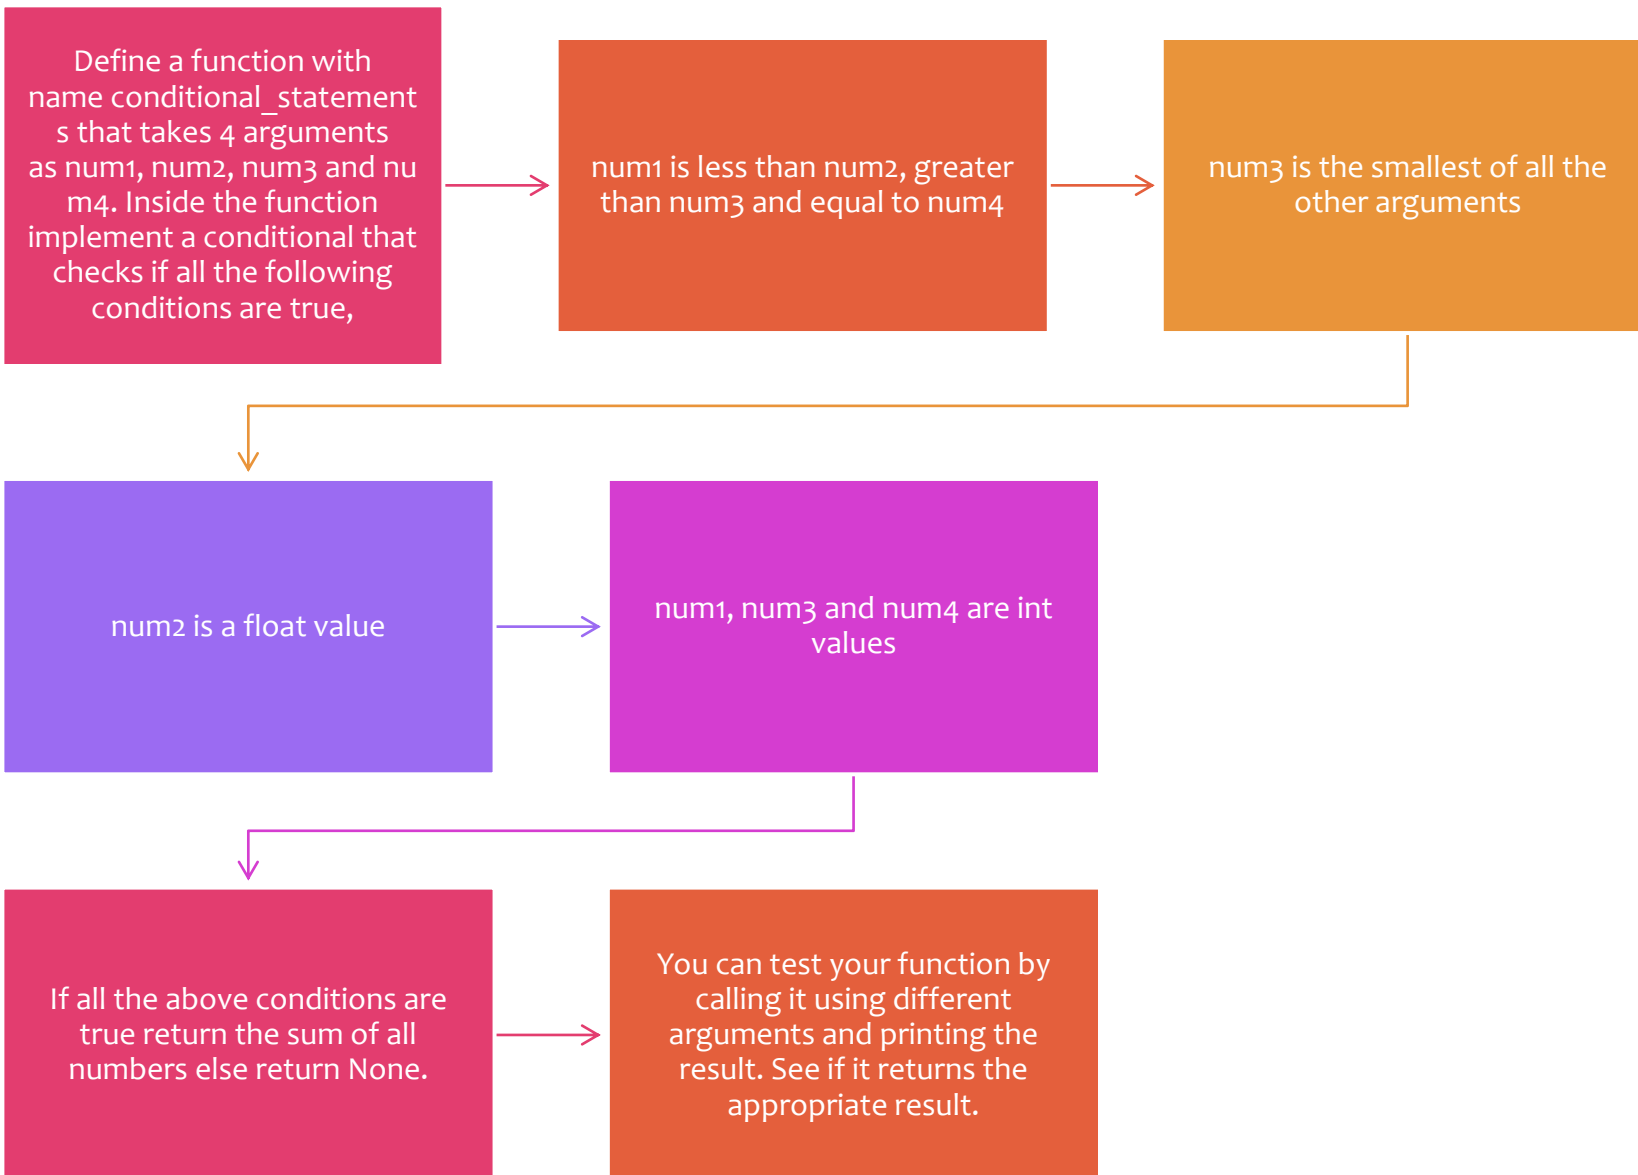 Define a function with
name conditional_statement
s that takes 4 arguments
as num1, num2, num3 and nu
m4. Inside the function
implement a conditional that
checks if all the following
conditions are true,
num1 is less than num2, greater
than num3 and equal to num4
num3 is the smallest of all the
other arguments
num2 is a float value
num1, num3 and num4 are int
values
If all the above conditions are
true return the sum of all
numbers else return None.
You can test your function by
calling it using different
arguments and printing the
result. See if it returns the
appropriate result.